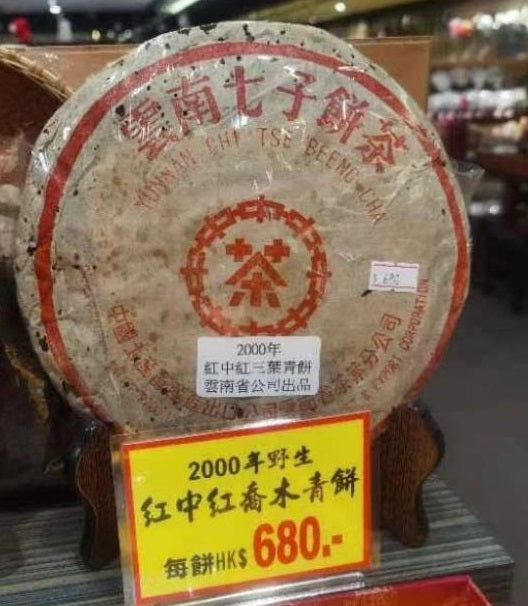 雲南七子餅茶
YUNNAN CHI TSE BEENG CHA
茶
$ 680
2000年
紅中紅三葉青餅
雲南省公司出品
2000年野生
紅中紅喬木青餅
每餅HK$ 680.-